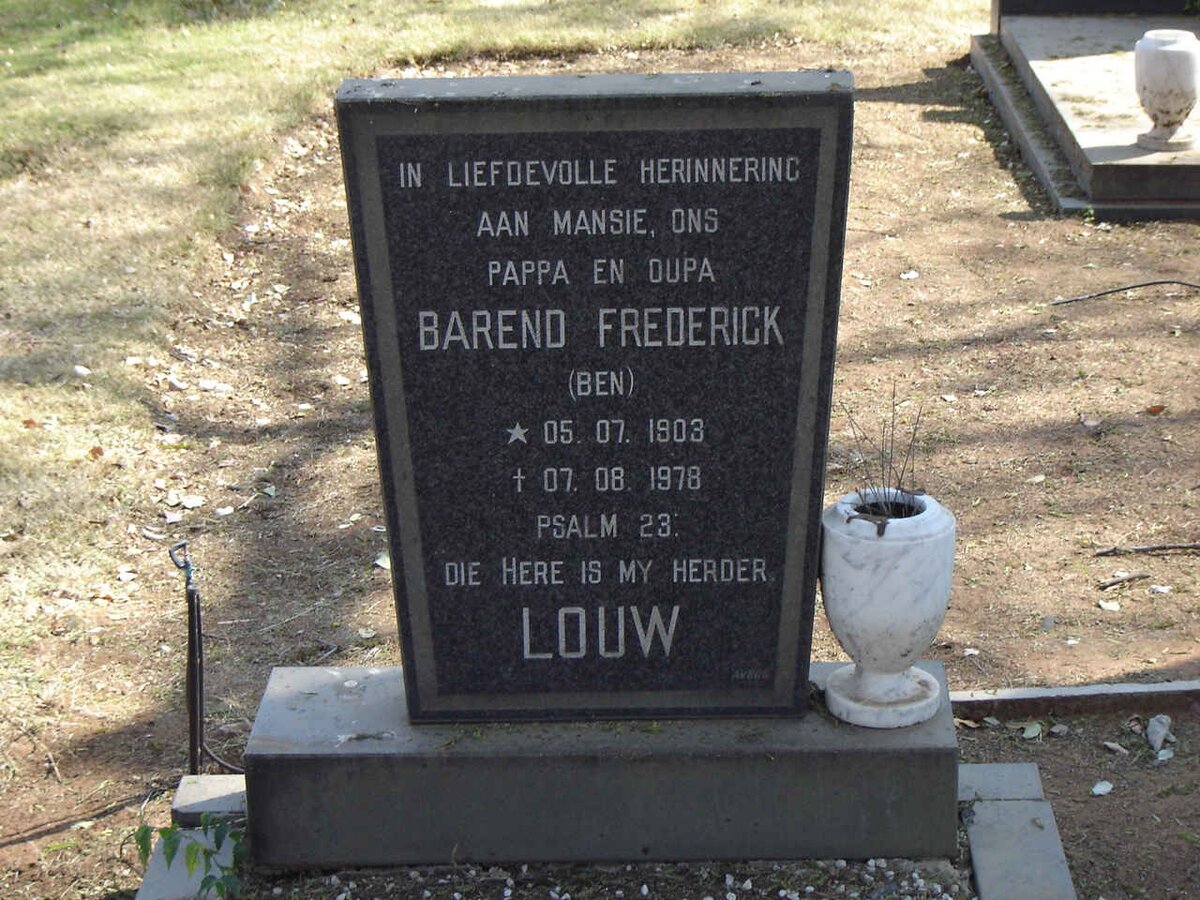 IN LIEFDEVOLLE HERINNERING
AAN MANSIE, ONS
PAPPA EN OUPA
BAREND FREDERICK
(BEN)
★ 05. 07. 1903
† 07. 08. 1978
PSALM 23:
DIE HERE IS MY HERDER.
LOUW